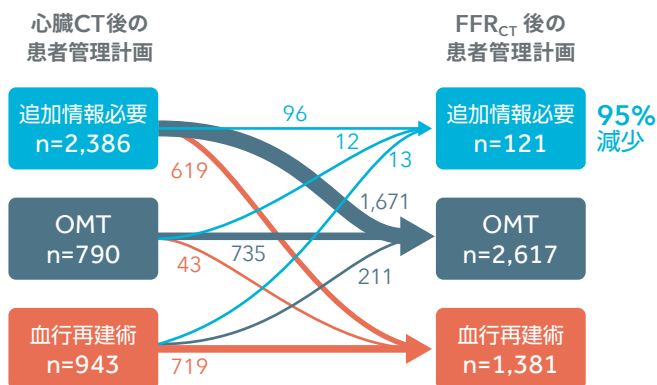 心臓CT後の
患者管理計画
FFRCT 後の
患者管理計画
追加情報必要
n=2,386
96
追加情報必要
n=121
95%
減少
12
13
619
1,671
OMT
n=790
735
OMT
n=2,617
43
211
血行再建術
n=943
719
血行再建術
n=1,381